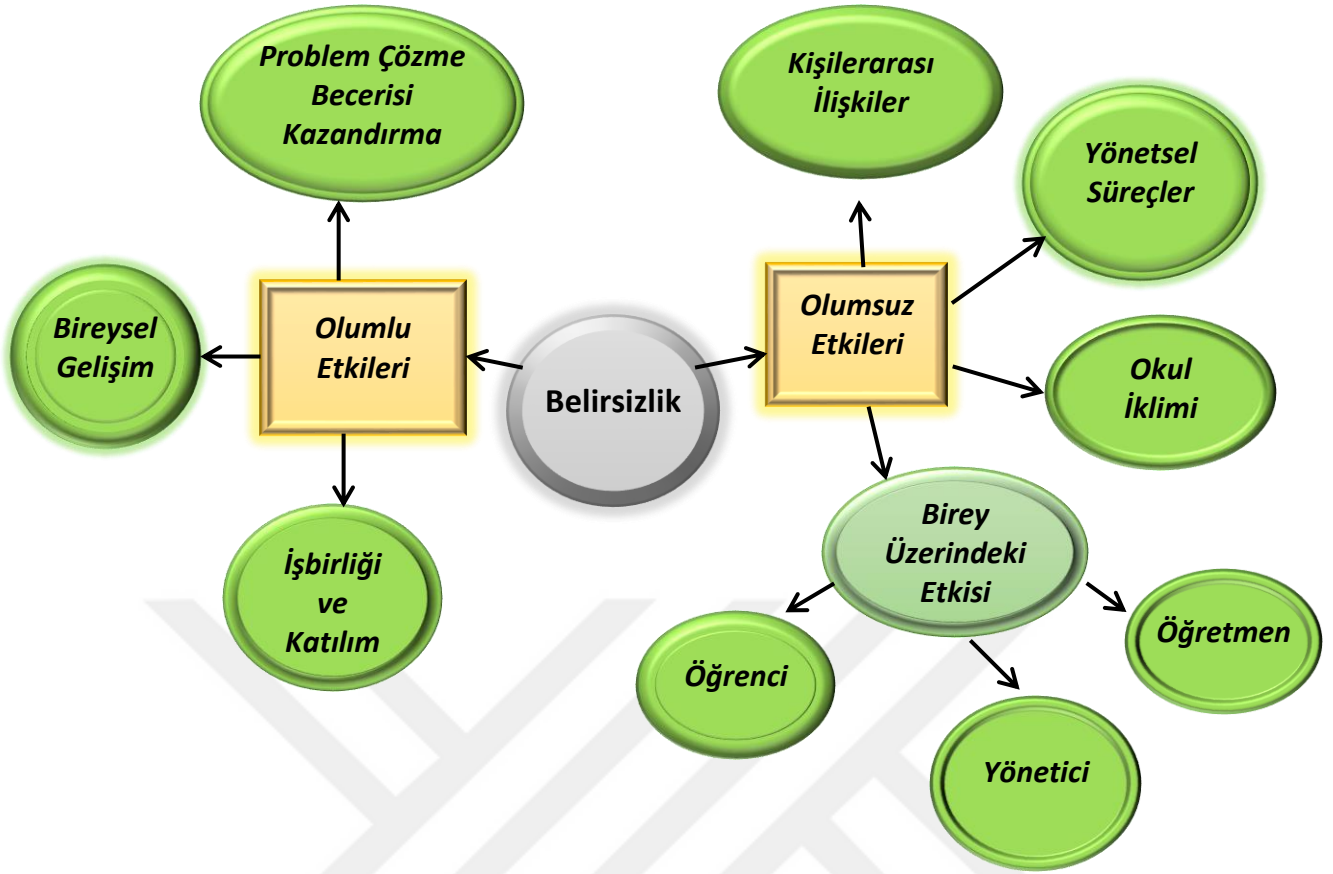 Problem Çözme
Becerisi
Kazandırma
Kişilerarası
İlişkiler
Yönetsel
Süreçler
Bireysel
Gelişim
Olumlu
Etkileri
Belirsizlik
Olumsuz
Etkileri
Okul
İklimi
İşbirliği
ve
Katılım
Birey
Üzerindeki
Etkisi
Öğrenci
Yönetici
Öğretmen